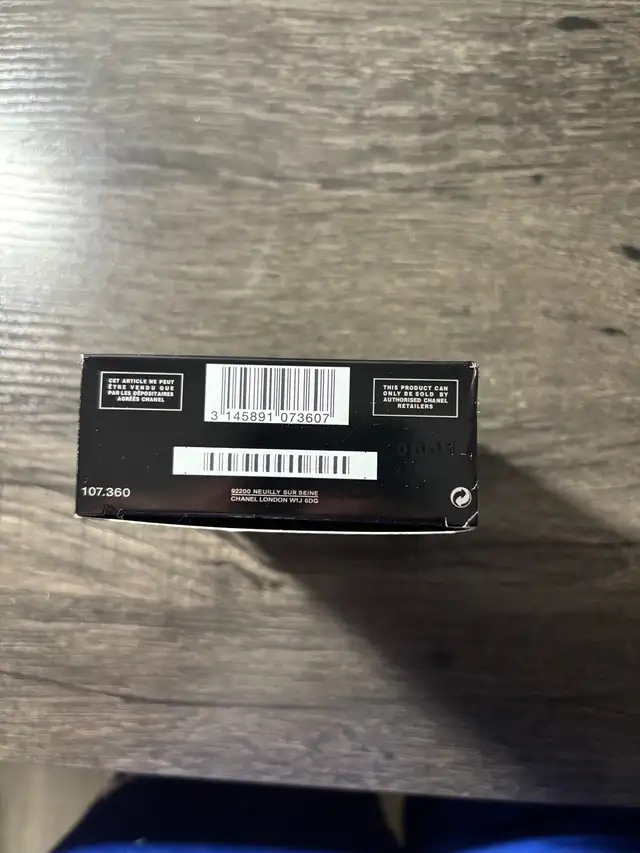 CET ARTICLE NE PEUT
ÊTRE VENDU QUE
PAR LES DÉPOSITAIRES
AGRÉÉS CHANEL
3 145891 073607
THIS PRODUCT CAN
ONLY BE SOLD BY
AUTHORISED CHANEL
RETAILERS
107.360
92200 NEUILLY SUR SEINE
CHANEL LONDON W1J 6DG